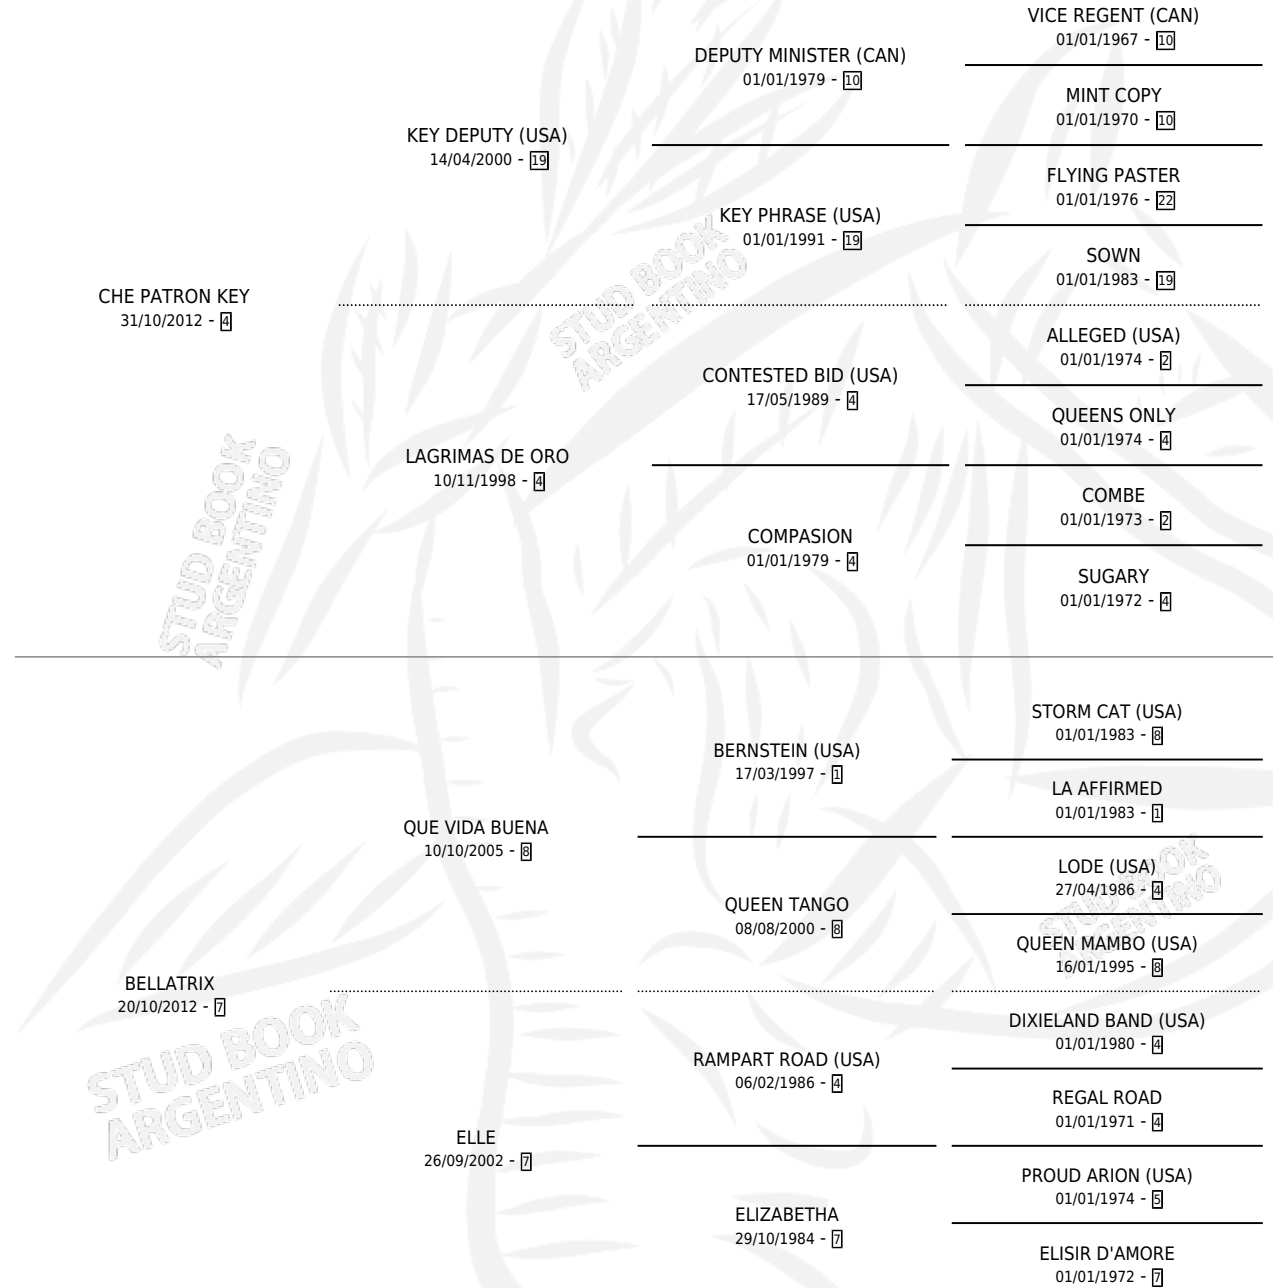 VICE REGENT (CAN)
01/01/1967 - 10
DEPUTY MINISTER (CAN)
01/01/1979 - 10
MINT COPY
01/01/1970 - 10
KEY DEPUTY (USA)
14/04/2000 - 19
FLYING PASTER
01/01/1976 - 22
KEY PHRASE (USA)
01/01/1991 - 19
SOWN
01/01/1983 - 19
CHE PATRON KEY
31/10/2012 - 4
ALLEGED (USA)
01/01/1974 - 2
CONTESTED BID (USA)
17/05/1989 - 4
QUEENS ONLY
01/01/1974 - 4
LAGRIMAS DE ORO
10/11/1998 - 4
COMBE
01/01/1973 - 2
COMPASION
01/01/1979 - 4
SUGARY
01/01/1972 - 4
STORM CAT (USA)
01/01/1983 - 8
BERNSTEIN (USA)
17/03/1997 - 1
LA AFFIRMED
01/01/1983 - 1
QUE VIDA BUENA
10/10/2005 - 8
LODE (USA)
27/04/1986 - 4
QUEEN TANGO
08/08/2000 - 8
QUEEN MAMBO (USA)
16/01/1995 - 8
BELLATRIX
20/10/2012 - 7
DIXIELAND BAND (USA)
01/01/1980 - 4
RAMPART ROAD (USA)
06/02/1986 - 4
REGAL ROAD
01/01/1971 - 4
ELLE
26/09/2002 - 7
PROUD ARION (USA)
01/01/1974 - 5
ELIZABETHA
29/10/1984 - 7
ELISIR D'AMORE
01/01/1972 - 7
STUD BOOK
ARGENTINO
STUD BOOK
ARGENTINO
STUD BOOK
ARGENTINO
STUD BOOK
ARGENTINO